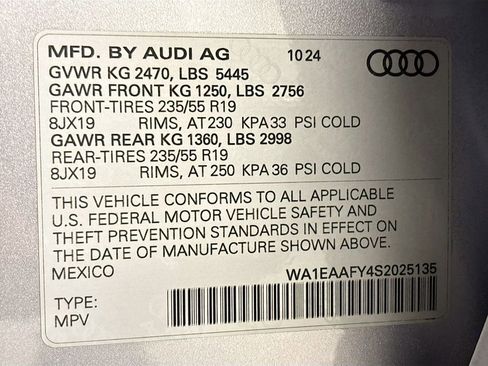 MFD. BY AUDI AG 10 24
GVWR KG 2470, LBS 5445
GAWR FRONT KG 1250, LBS 2756
FRONT-TIRES 235/55 R19
8JX19 RIMS, AT 230 KPA 33 PSI COLD
GAWR REAR KG 1360, LBS 2998
REAR-TIRES 235/55 R19
8JX19 RIMS, AT 250 KPA 36 PSI COLD
THIS VEHICLE CONFORMS TO ALL APPLICABLE
U.S. FEDERAL MOTOR VEHICLE SAFETY AND
THEFT PREVENTION STANDARDS IN EFFECT ON
THE DATE OF MANUFACTURE SHOWN ABOVE.
MEXICO WA1EAAFY4S2025135
TYPE:
MPV